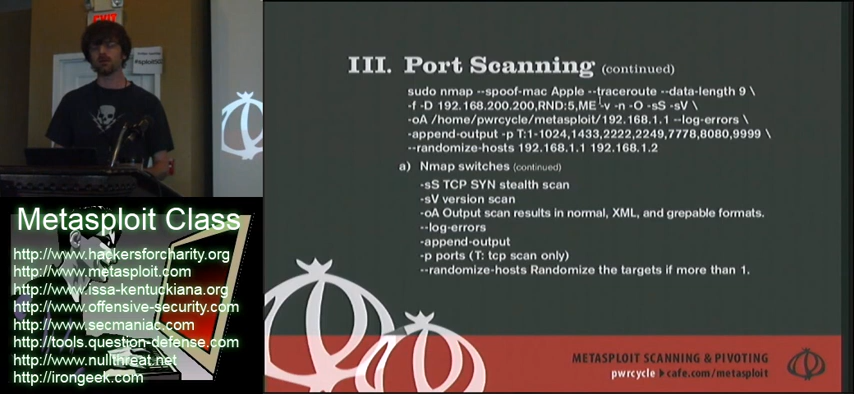 EXIT
III. Port Scanning (continued)
sudo nmap --spoof-mac Apple --traceroute --data-length 9 \
-f -D 192.168.200.200,RND:5,ME -v -n -O -sS -sV \
-oA /home/pwrcycle/metasploit/192.168.1.1 --log-errors \
-append-output -p T:1-1024,1433,2222,2249,7778,8080,9999 \
--randomize-hosts 192.168.1.1 192.168.1.2
a) Nmap switches (continued)
-sS TCP SYN stealth scan
-sV version scan
-oA Output scan results in normal, XML, and grepable formats.
--log-errors
-append-output
-p ports (T: tcp scan only)
--randomize-hosts Randomize the targets if more than 1.
METASPLOIT SCANNING & PIVOTING
pwrcycle cafe.com/metasploit
Metasploit Class
http://www.hackersforcharity.org
http://www.metasploit.com
http://www.issa-kentuckiana.org
http://www.offensive-security.com
http://www.secmaniac.com
http://tools.question-defense.com
http://www.nullthreat.net
http://irongeek.com